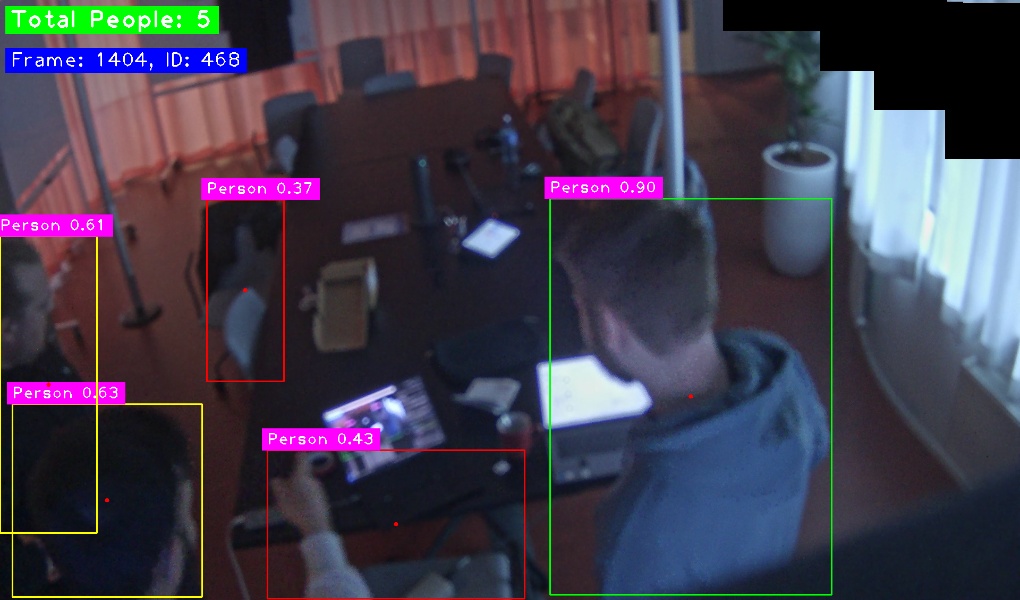 Total People: 5
Frame: 1404, ID: 468
Person 0.37
Person 0.90
Person 0.61
Person 0.63
Person 0.43